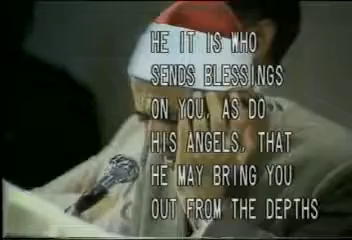 HE IT IS WHO
SENDS BLESSINGS
ON YOU, AS DO
HIS ANGELS, THAT
HE MAY BRING YOU
OUT FROM THE DEPTHS